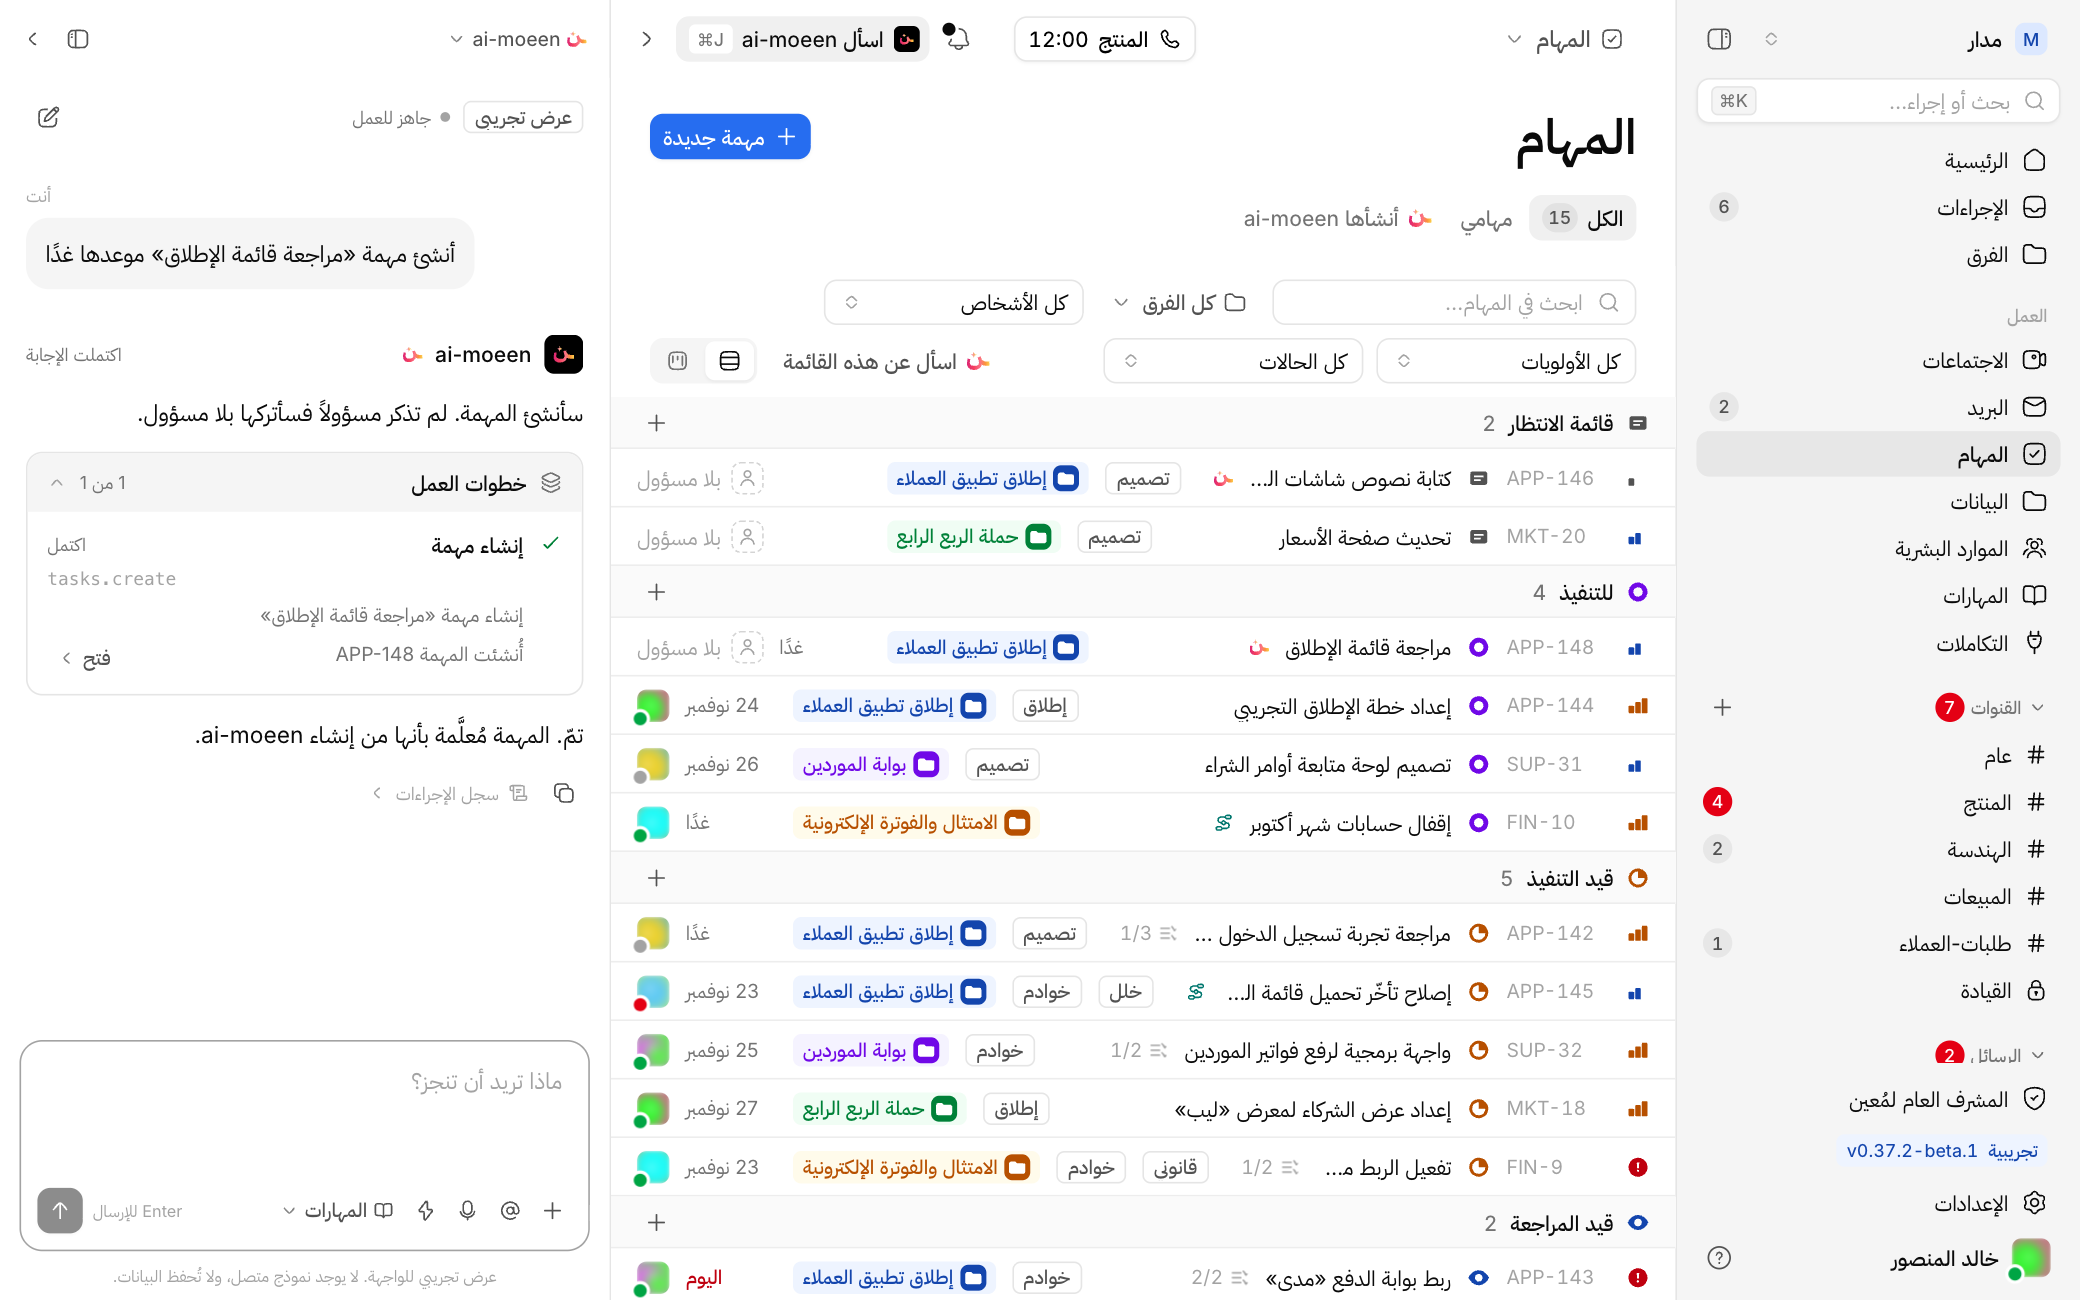 M مدار
بحث أو إجراء... ⌘K
الرئيسية
الإجراءات 6
الفرق
العمل
الاجتماعات
البريد 2
المهام
البيانات
الموارد البشرية
المهارات
التكاملات
القنوات 7
# عام
# المنتج 4
# الهندسة 2
# المبيعات
# طلبات-العملاء 1
القيادة
الرسائل 2
المشرف العام لمُعين
تجريبية v0.37.2-beta.1
الإعدادات
خالد المنصور
المهام
المنتج 12:00
اسأل ai-moeen ⌘J
المهام
مهمة جديدة
الكل 15 مهامي أنشأها ai-moeen
ابحث في المهام... كل الفرق كل الأشخاص
كل الأولويات كل الحالات اسأل عن هذه القائمة
قائمة الانتظار 2
APP-146 كتابة نصوص شاشات الـ... تصميم إطلاق تطبيق العملاء بلا مسؤول
MKT-20 تحديث صفحة الأسعار تصميم حملة الربع الرابع بلا مسؤول
للتنفيذ 4
APP-148 مراجعة قائمة الإطلاق إطلاق تطبيق العملاء غدًا بلا مسؤول
APP-144 إعداد خطة الإطلاق التجريبي إطلاق إطلاق تطبيق العملاء 24 نوفمبر
SUP-31 تصميم لوحة متابعة أوامر الشراء تصميم بوابة الموردين 26 نوفمبر
FIN-10 إقفال حسابات شهر أكتوبر الامتثال والفوترة الإلكترونية غدًا
قيد التنفيذ 5
APP-142 مراجعة تجربة تسجيل الدخول ... 1/3 تصميم إطلاق تطبيق العملاء غدًا
APP-145 إصلاح تأخّر تحميل قائمة الـ... خلل خوادم إطلاق تطبيق العملاء 23 نوفمبر
SUP-32 واجهة برمجية لرفع فواتير الموردين 1/2 خوادم بوابة الموردين 25 نوفمبر
MKT-18 إعداد عرض الشركاء لمعرض «ليب» إطلاق حملة الربع الرابع 27 نوفمبر
FIN-9 تفعيل الربط مـ... 1/2 قانوني خوادم الامتثال والفوترة الإلكترونية 23 نوفمبر
قيد المراجعة 2
APP-143 ربط بوابة الدفع «مدى» 2/2 خوادم إطلاق تطبيق العملاء اليوم
ai-moeen
عرض تجريبي جاهز للعمل
أنت
أنشئ مهمة «مراجعة قائمة الإطلاق» موعدها غدًا
ai-moeen اكتملت الإجابة
سأنشئ المهمة. لم تذكر مسؤولاً فسأتركها بلا مسؤول.
خطوات العمل 1 من 1
إنشاء مهمة اكتمل
tasks.create
إنشاء مهمة «مراجعة قائمة الإطلاق»
أُنشئت المهمة APP-148 فتح
تمّ. المهمة مُعلَّمة بأنها من إنشاء ai-moeen.
سجل الإجراءات
ماذا تريد أن تنجز؟
المهارات Enter للإرسال
عرض تجريبي للواجهة. لا يوجد نموذج متصل، ولا تُحفظ البيانات.